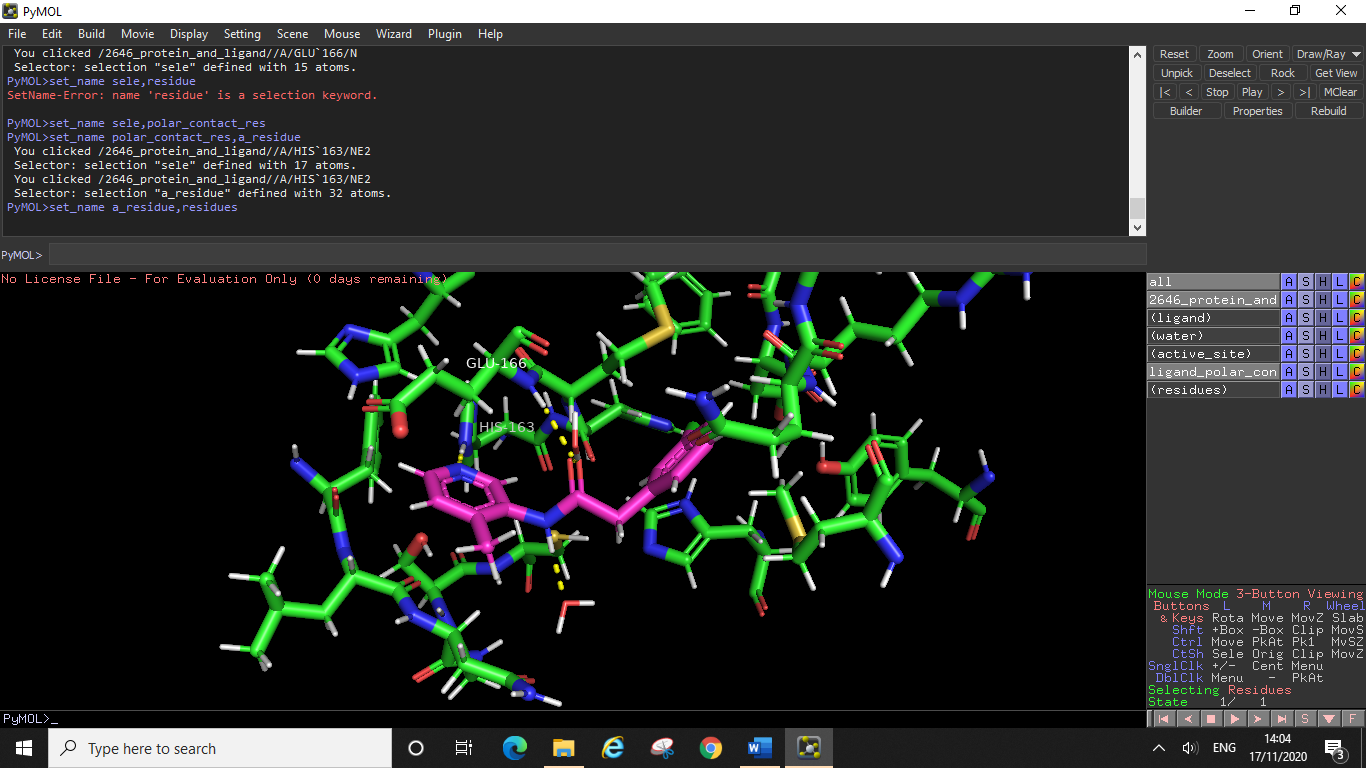 PyMOL
File Edit Build Movie Display Setting Scene Mouse Wizard Plugin Help
You clicked /2646_protein_and_ligand//A/GLU`166/N
Selector: selection "sele" defined with 15 atoms.
PyMOL>set_name sele,residue
SetName-Error: name 'residue' is a selection keyword.
PyMOL>set_name sele,polar_contact_res
PyMOL>set_name polar_contact_res,a_residue
You clicked /2646_protein_and_ligand//A/HIS`163/NE2
Selector: selection "sele" defined with 17 atoms.
You clicked /2646_protein_and_ligand//A/HIS`163/NE2
Selector: selection "a_residue" defined with 32 atoms.
PyMOL>set_name a_residue,residues
PyMOL>
Reset Zoom Orient Draw/Ray
Unpick Deselect Rock Get View
|< < Stop Play > >| MClear
Builder Properties Rebuild
No License File - For Evaluation Only (0 days remaining)
all A S H L C
2646_protein_and A S H L C
(ligand) A S H L C
(water) A S H L C
(active_site) A S H L C
ligand_polar_con A S H L C
(residues) A S H L C
GLU-166
HIS-163
Mouse Mode 3-Button Viewing
Buttons L M R Wheel
& Keys Rota Move MovZ Slab
Shft +Box -Box Clip MovS
Ctrl Move PkAt Pk1 MvSZ
CtSh Sele Orig Clip MovZ
SnglClk +/- Cent Menu
DblClk Menu - PkAt
Selecting Residues
State 1/ 1
PyMOL>_
S F
Type here to search
ENG
14:04
17/11/2020
3